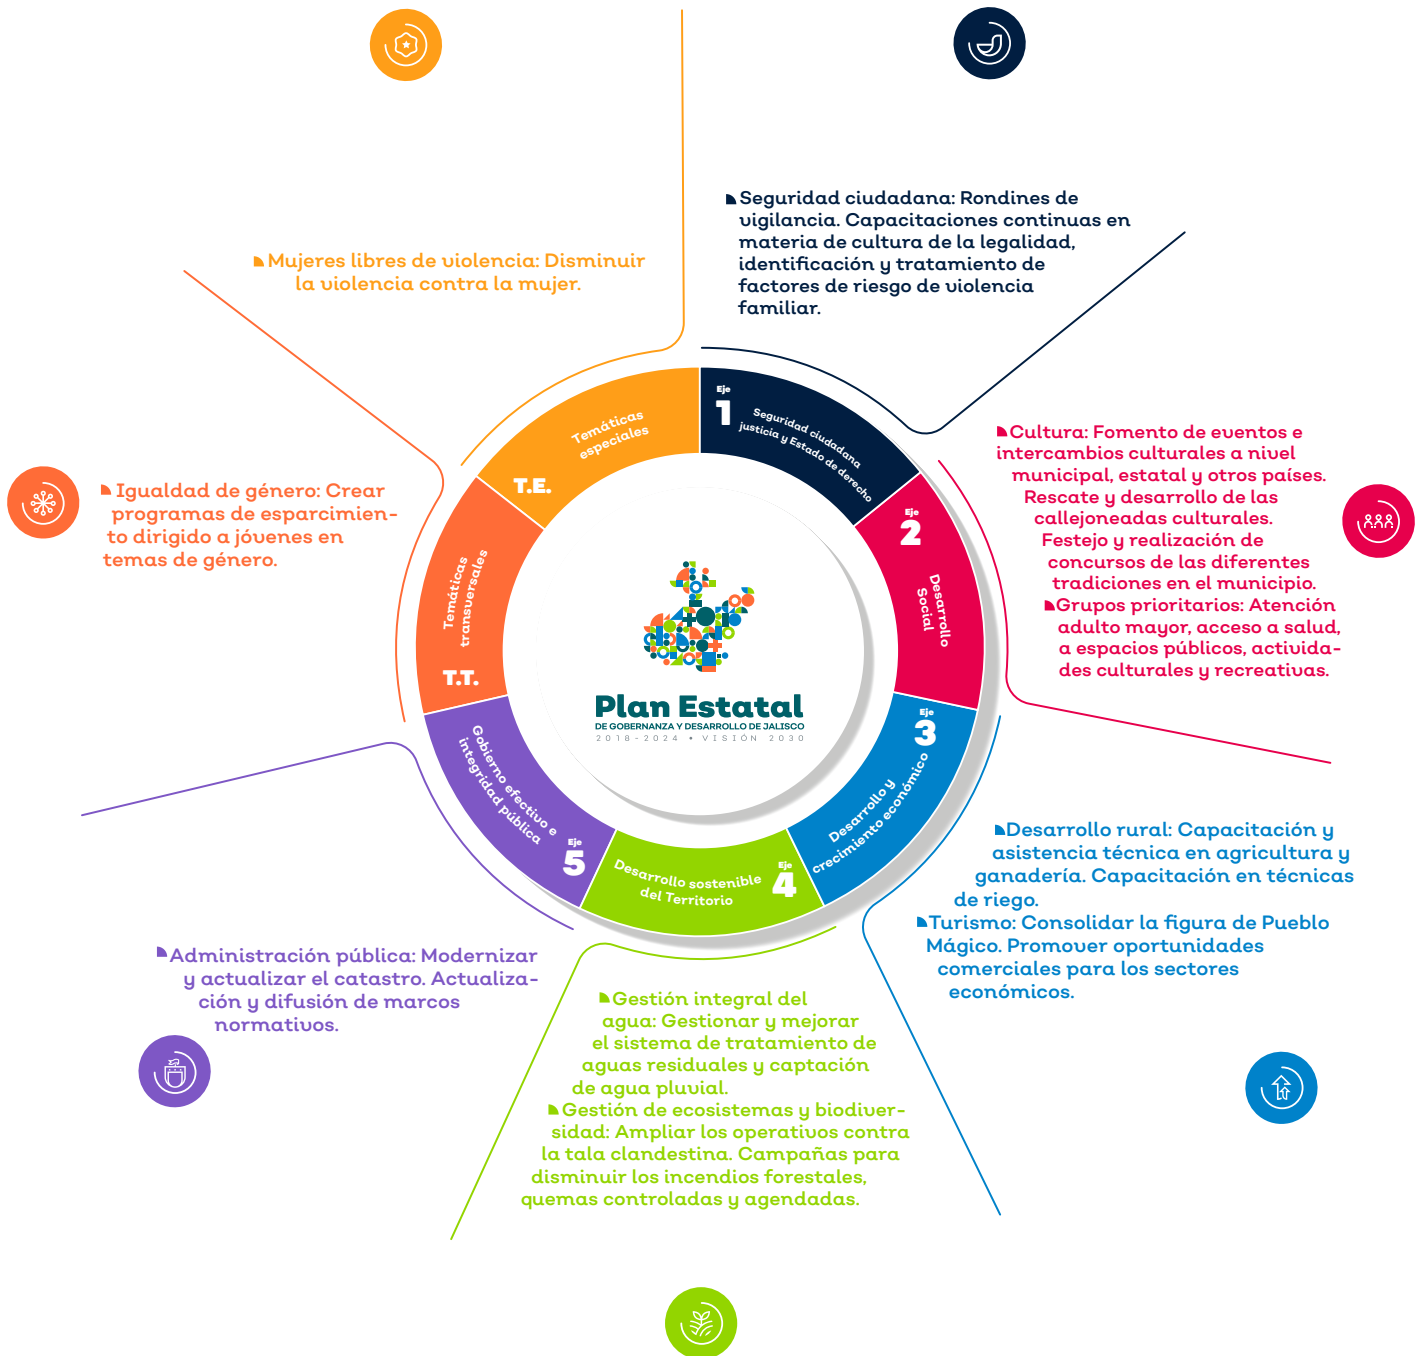 Seguridad ciudadana: Rondines de
vigilancia. Capacitaciones continuas en
materia de cultura de la legalidad,
identificación y tratamiento de
factores de riesgo de violencia
familiar.
Mujeres libres de violencia: Disminuir
la violencia contra la mujer.
Igualdad de género: Crear
programas de esparcimien-
to dirigido a jóvenes en
temas de género.
Cultura: Fomento de eventos e
intercambios culturales a nivel
municipal, estatal y otros países.
Rescate y desarrollo de las
callejoneadas culturales.
Festejo y realización de
concursos de las diferentes
tradiciones en el municipio.
Grupos prioritarios: Atención
adulto mayor, acceso a salud,
a espacios públicos, activida-
des culturales y recreativas.
Eje
1
Seguridad ciudadana
justicia y Estado de derecho
Eje
2
Desarrollo
Social
Eje
3
Desarrollo y
crecimiento económico
Eje
4
Desarrollo sostenible
del Territorio
Eje
5
Gobierno efectivo e
integridad pública
T.T.
Temáticas
transversales
T.E.
Temáticas
especiales
Plan Estatal
DE GOBERNANZA Y DESARROLLO DE JALISCO
2018-2024 • VISIÓN 2030
Desarrollo rural: Capacitación y
asistencia técnica en agricultura y
ganadería. Capacitación en técnicas
de riego.
Turismo: Consolidar la figura de Pueblo
Mágico. Promover oportunidades
comerciales para los sectores
económicos.
Administración pública: Modernizar
y actualizar el catastro. Actualiza-
ción y difusión de marcos
normativos.
Gestión integral del
agua: Gestionar y mejorar
el sistema de tratamiento de
aguas residuales y captación
de agua pluvial.
Gestión de ecosistemas y biodiver-
sidad: Ampliar los operativos contra
la tala clandestina. Campañas para
disminuir los incendios forestales,
quemas controladas y agendadas.